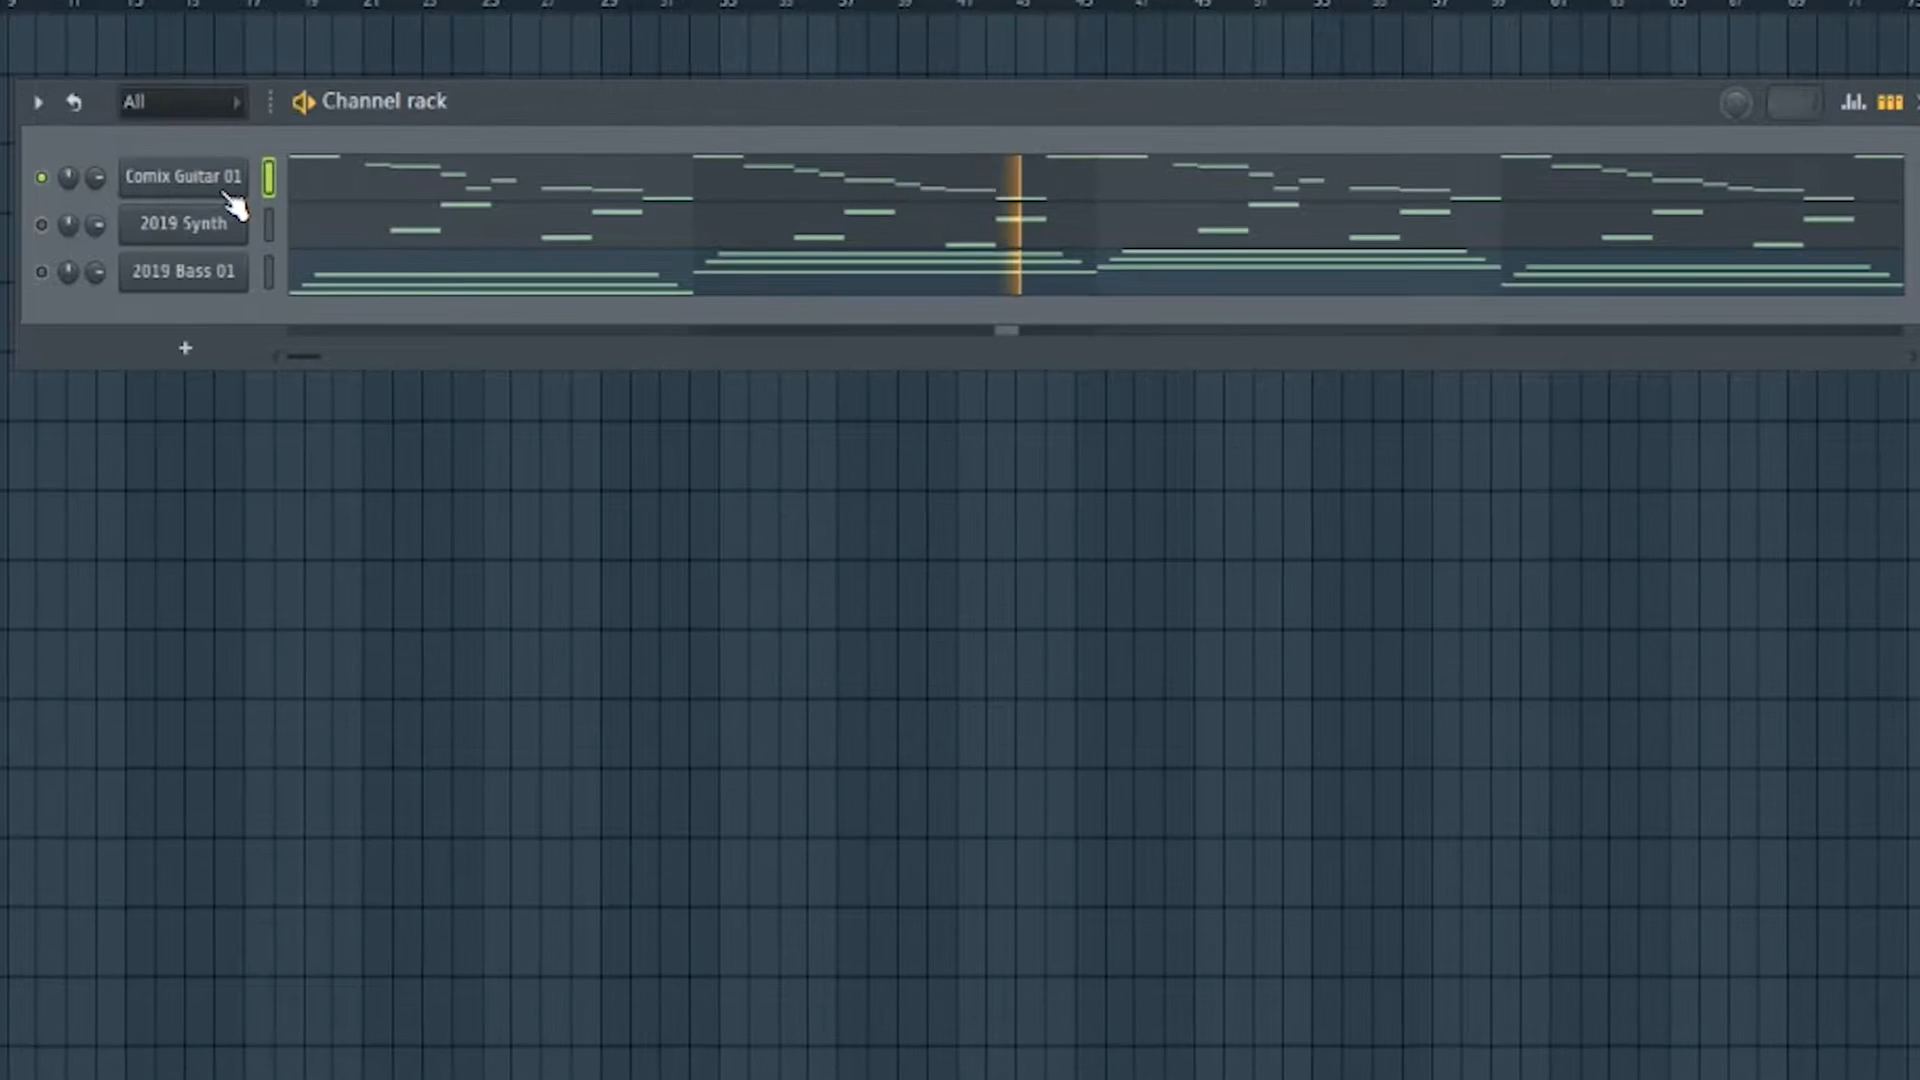 All
Channel rack
Comix Guitar 01
2019 Synth
2019 Bass 01